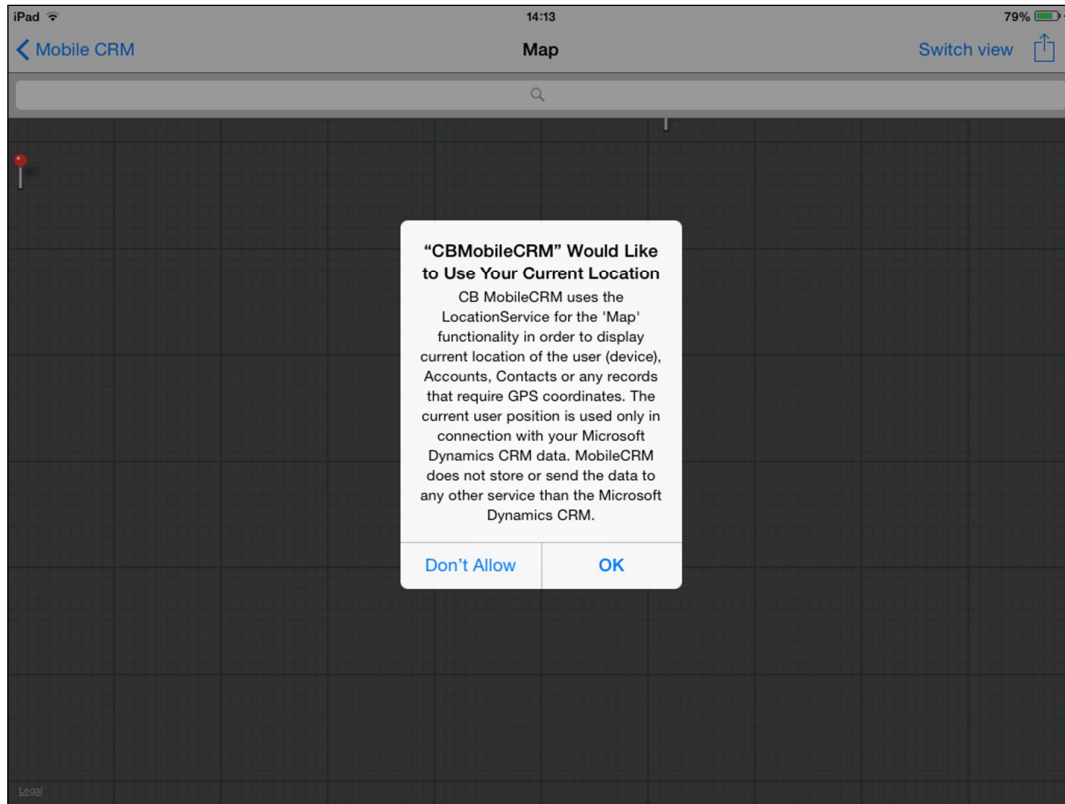 iPad 14:13 79%
Mobile CRM Map Switch view
“CBMobileCRM” Would Like
to Use Your Current Location
CB MobileCRM uses the
LocationService for the 'Map'
functionality in order to display
current location of the user (device),
Accounts, Contacts or any records
that require GPS coordinates. The
current user position is used only in
connection with your Microsoft
Dynamics CRM data. MobileCRM
does not store or send the data to
any other service than the Microsoft
Dynamics CRM.
Don’t Allow OK
Legal